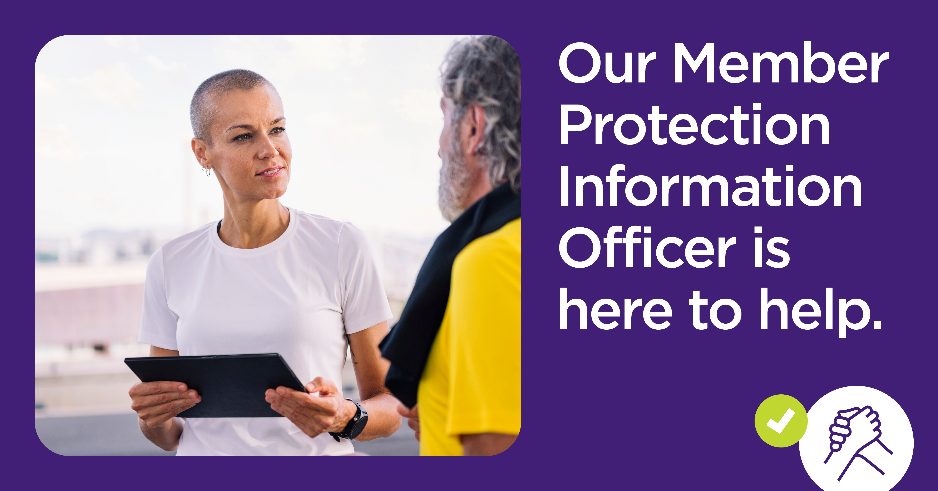 Our Member
Protection
Information
Officer is
here to help.